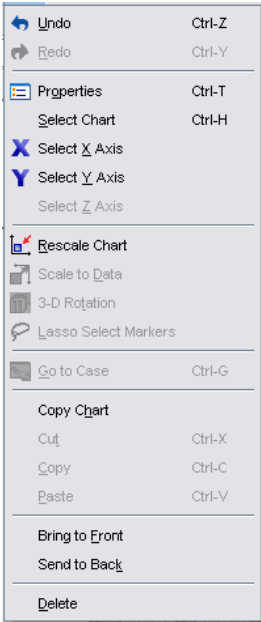 Undo Ctrl-Z
Redo Ctrl-Y
Properties Ctrl-T
Select Chart Ctrl-H
X Select X Axis
Y Select Y Axis
Select Z Axis
Rescale Chart
Scale to Data
3-D Rotation
Lasso Select Markers
Go to Case Ctrl-G
Copy Chart
Cut Ctrl-X
Copy Ctrl-C
Paste Ctrl-V
Bring to Front
Send to Back
Delete